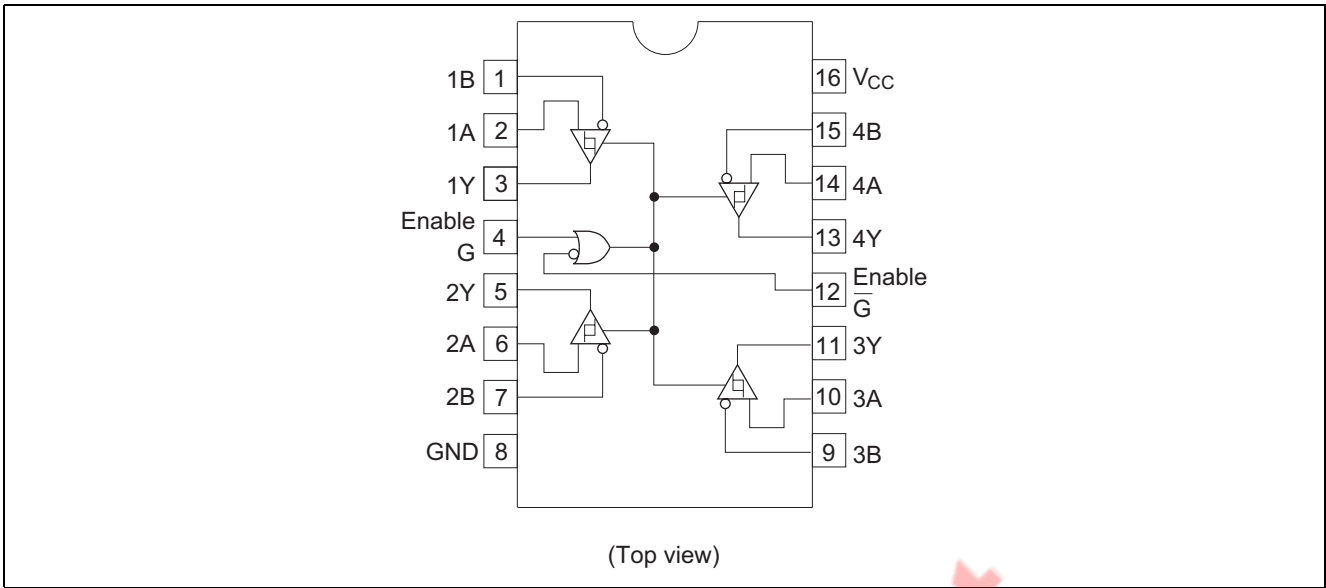 1B 1
1A 2
1Y 3
Enable
G 4
2Y 5
2A 6
2B 7
GND 8
16 VCC
15 4B
14 4A
13 4Y
12 Enable
G̅
11 3Y
10 3A
9 3B
(Top view)